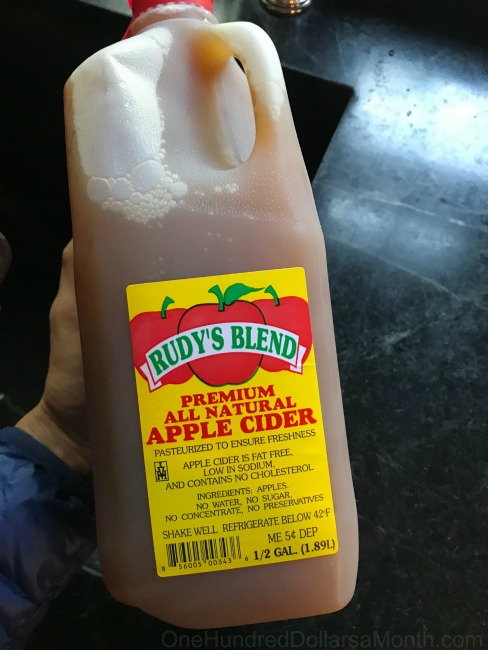 RUDY'S BLEND
PREMIUM
ALL NATURAL
APPLE CIDER
PASTEURIZED TO ENSURE FRESHNESS
APPLE CIDER IS FAT FREE,
LOW IN SODIUM,
AND CONTAINS NO CHOLESTEROL
INGREDIENTS: APPLES.
NO WATER, NO SUGAR,
NO CONCENTRATE, NO PRESERVATIVES
SHAKE WELL REFRIGERATE BELOW 42°F
ME 5¢ DEP
1/2 GAL. (1.89L)
8 56005 00343 6
OneHundredDollarsaMonth.com